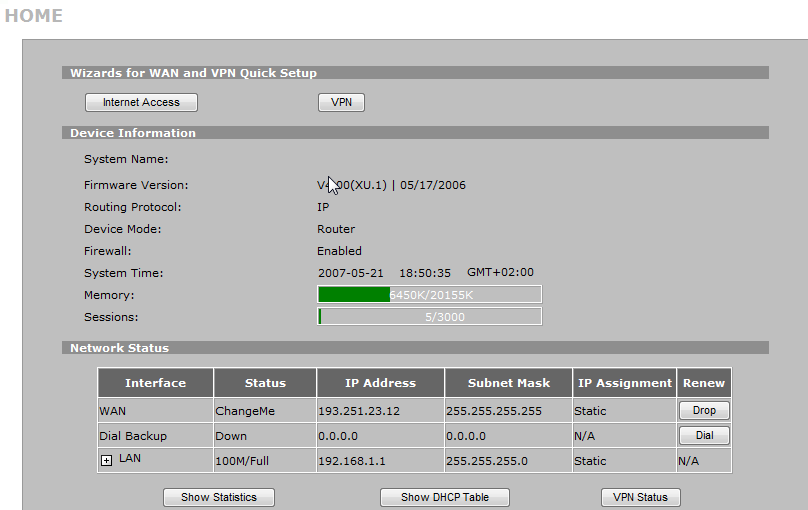 HOME
Wizards for WAN and VPN Quick Setup
Internet Access VPN
Device Information
System Name:
Firmware Version: 05/17/2006
Routing Protocol: IP
Device Mode: Router
Firewall: Enabled
System Time: 2007-05-21 18:50:35 GMT+02:00
Memory: 6450K/20155K
Sessions: 5/3000
Network Status
Interface Status IP Address Subnet Mask IP Assignment Renew
WAN ChangeMe 193.251.23.12 255.255.255.255 Static Drop
Dial Backup Down 0.0.0.0 0.0.0.0 N/A Dial
LAN 100M/Full 192.168.1.1 255.255.255.0 Static N/A
Show Statistics Show DHCP Table VPN Status